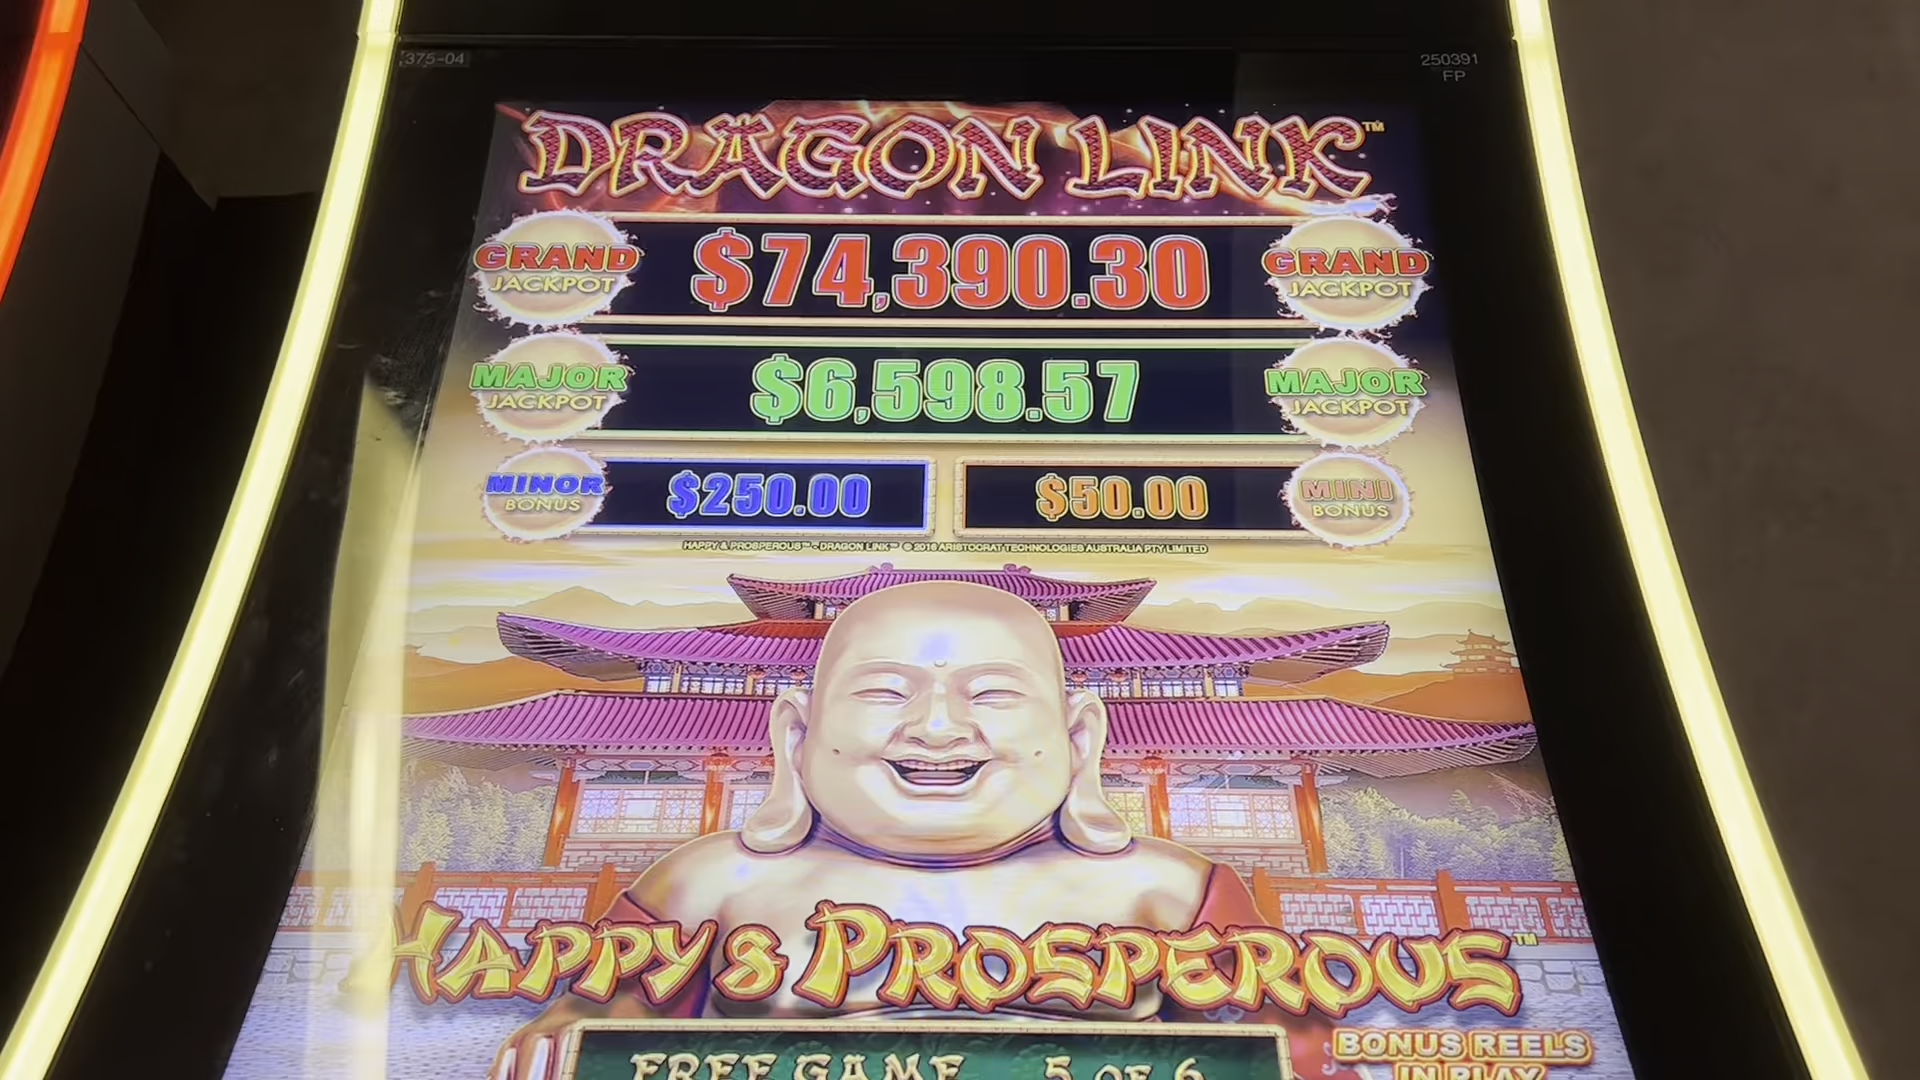 375-04
250391
FP
DRAGON LINK™
GRAND JACKPOT
$74,390.30
GRAND JACKPOT
MAJOR JACKPOT
$6,598.57
MAJOR JACKPOT
MINOR BONUS
$250.00
$50.00
MINI BONUS
HAPPY & PROSPEROUS™ - DRAGON LINK™ © 2016 ARISTOCRAT TECHNOLOGIES AUSTRALIA PTY LIMITED
HAPPY & PROSPEROUS™
FREE GAME 5 OF 6
BONUS REELS
IN PLAY